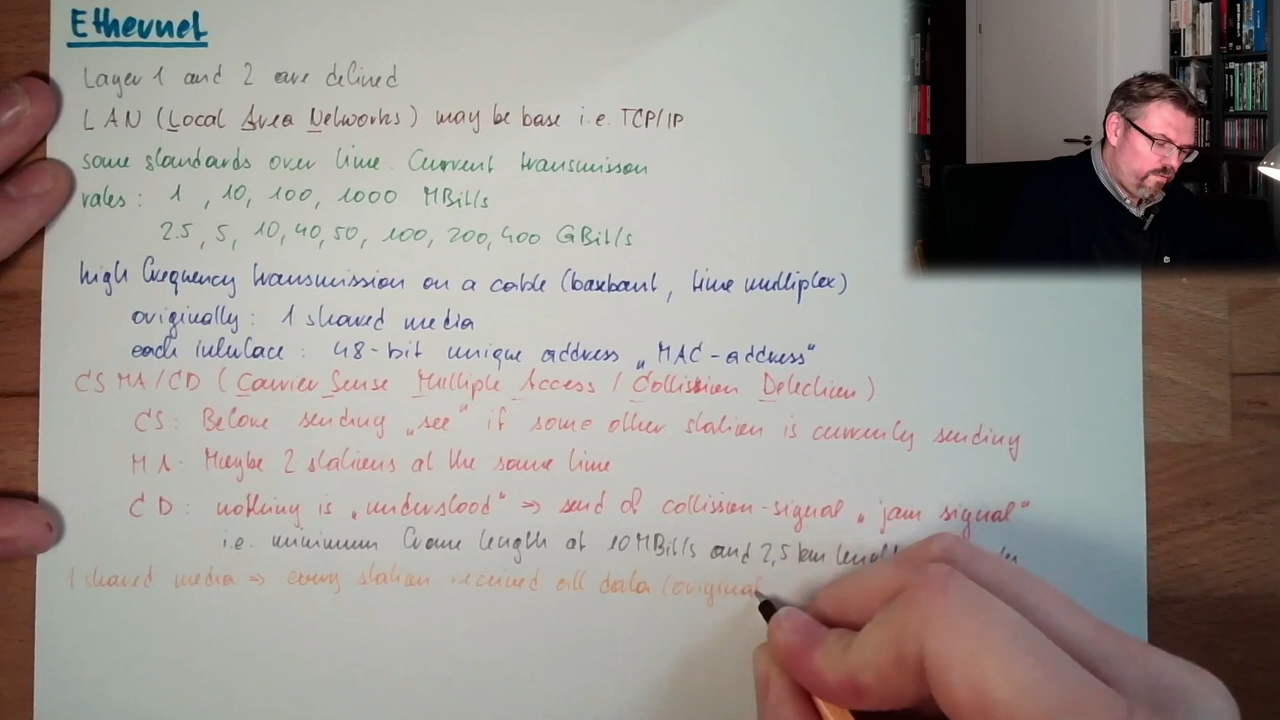 Ethernet
Layer 1 and 2 are defined
LAN (Local Area Networks) may be base i.e. TCP/IP
some standards over time. Current transmisson
rates: 1, 10, 100, 1000 MBit/s
2.5, 5, 10, 40, 50, 100, 200, 400 GBit/s
high frequency transmission on a cable (baseband, time multiplex)
originally: 1 shared media
each interface: 48-bit unique address „MAC-address“
CSMA/CD (Carrier Sense Multiple Access / Collision Detection)
CS: Before sending „see“ if some other station is currently sending
MA: Maybe 2 stations at the same time
CD: nothing is „understood“ ⇒ send of collission-signal „jam signal“
i.e. minimum frame length at 10 MBit/s and 2,5 km
1 shared media ⇒ every station received all data (original